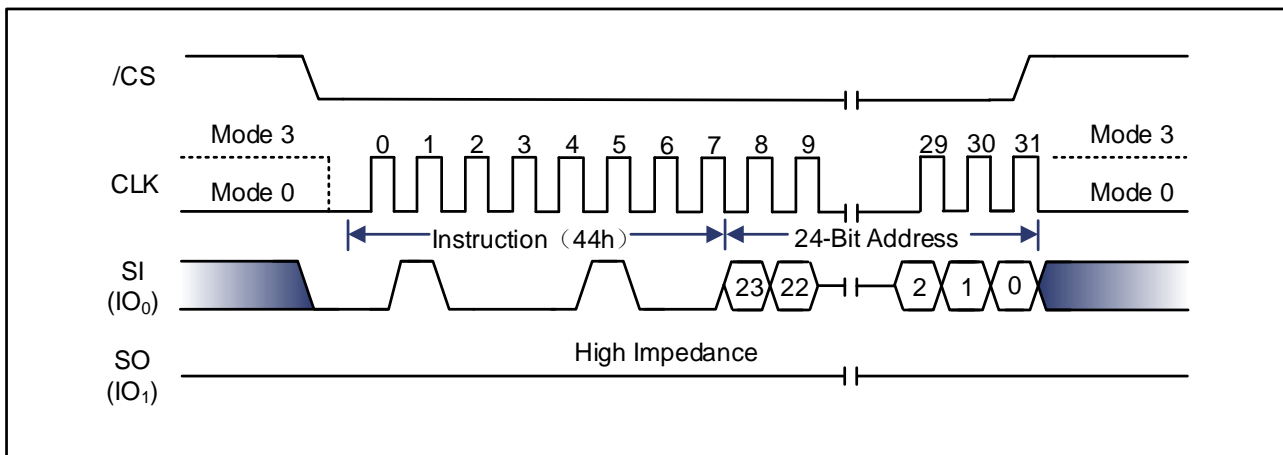 /CS
Mode 3 0 1 2 3 4 5 6 7 8 9 29 30 31 Mode 3
CLK
Mode 0 Mode 0
Instruction（44h） 24-Bit Address
SI
(IO₀)
23 22 2 1 0
High Impedance
SO
(IO₁)